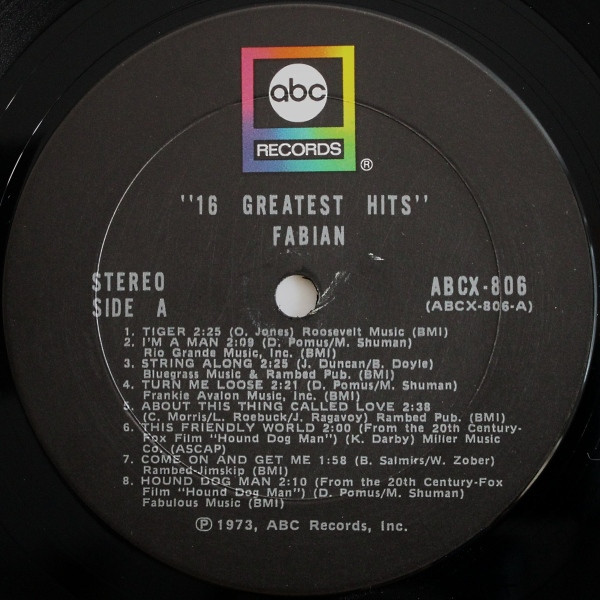 abc
RECORDS
®
"16 GREATEST HITS"
FABIAN
STEREO
SIDE A
ABCX-806
(ABCX-806-A)
1. TIGER 2:25 (O. Jones) Roosevelt Music (BMI)
2. I'M A MAN 2:09 (D. Pomus/M. Shuman)
Rio Grande Music, Inc. (BMI)
3. STRING ALONG 2:25 (J. Duncan/B. Doyle)
Bluegrass Music & Rambed Pub. (BMI)
4. TURN ME LOOSE 2:21 (D. Pomus/M. Shuman)
Frankie Avalon Music, Inc. (BMI)
5. ABOUT THIS THING CALLED LOVE 2:38
(C. Morris/L. Roebuck/J. Ragavoy) Rambed Pub. (BMI)
6. THIS FRIENDLY WORLD 2:00 (From the 20th Century-
Fox Film "Hound Dog Man") (K. Darby) Miller Music
Co. (ASCAP)
7. COME ON AND GET ME 1:58 (B. Salmirs/W. Zober)
Rambed-Jimskip (BMI)
8. HOUND DOG MAN 2:10 (From the 20th Century-Fox
Film "Hound Dog Man") (D. Pomus/M. Shuman)
Fabulous Music (BMI)
℗ 1973, ABC Records, Inc.